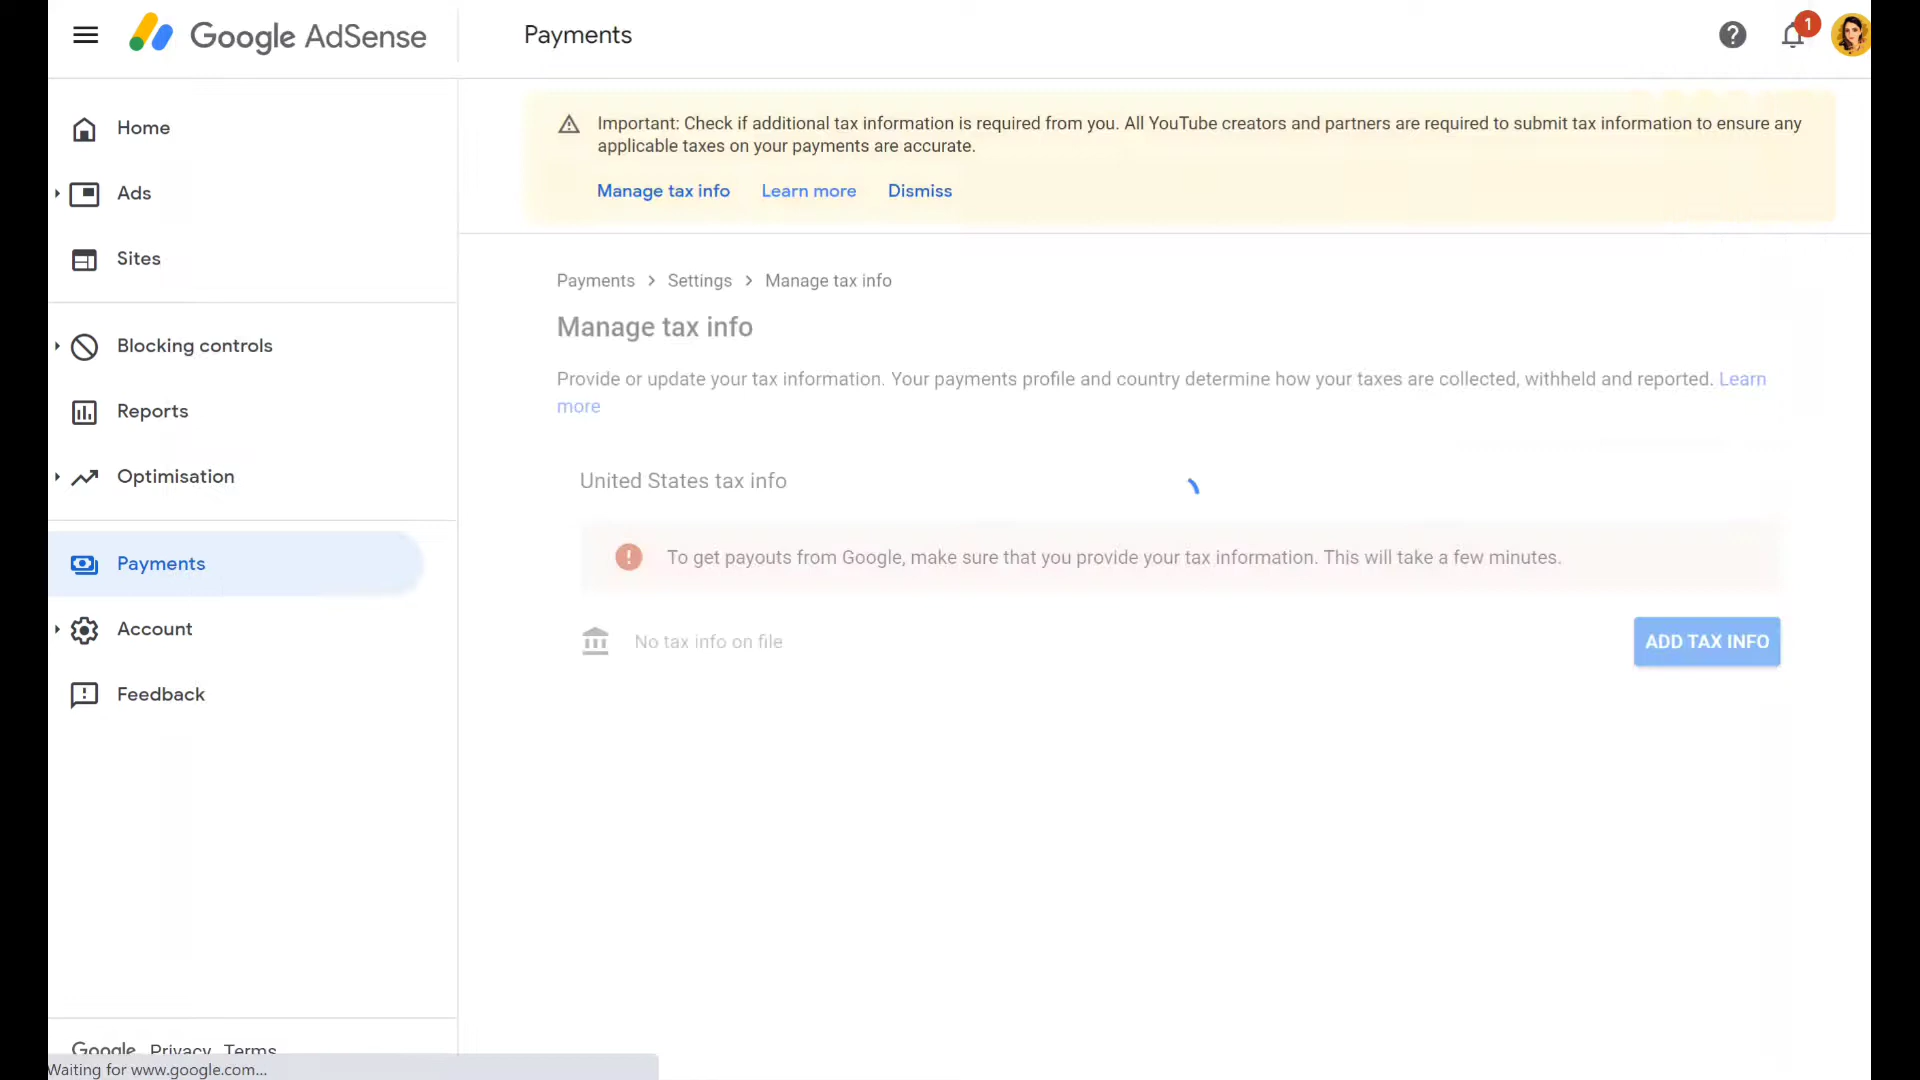 Google AdSense
Payments
1
Home
Ads
Sites
Blocking controls
Reports
Optimisation
Payments
Account
Feedback
Google Privacy Terms
Waiting for www.google.com...
Important: Check if additional tax information is required from you. All YouTube creators and partners are required to submit tax information to ensure any
applicable taxes on your payments are accurate.
Manage tax info Learn more Dismiss
Payments > Settings > Manage tax info
Manage tax info
Provide or update your tax information. Your payments profile and country determine how your taxes are collected, withheld and reported. Learn
more
United States tax info
To get payouts from Google, make sure that you provide your tax information. This will take a few minutes.
No tax info on file
ADD TAX INFO